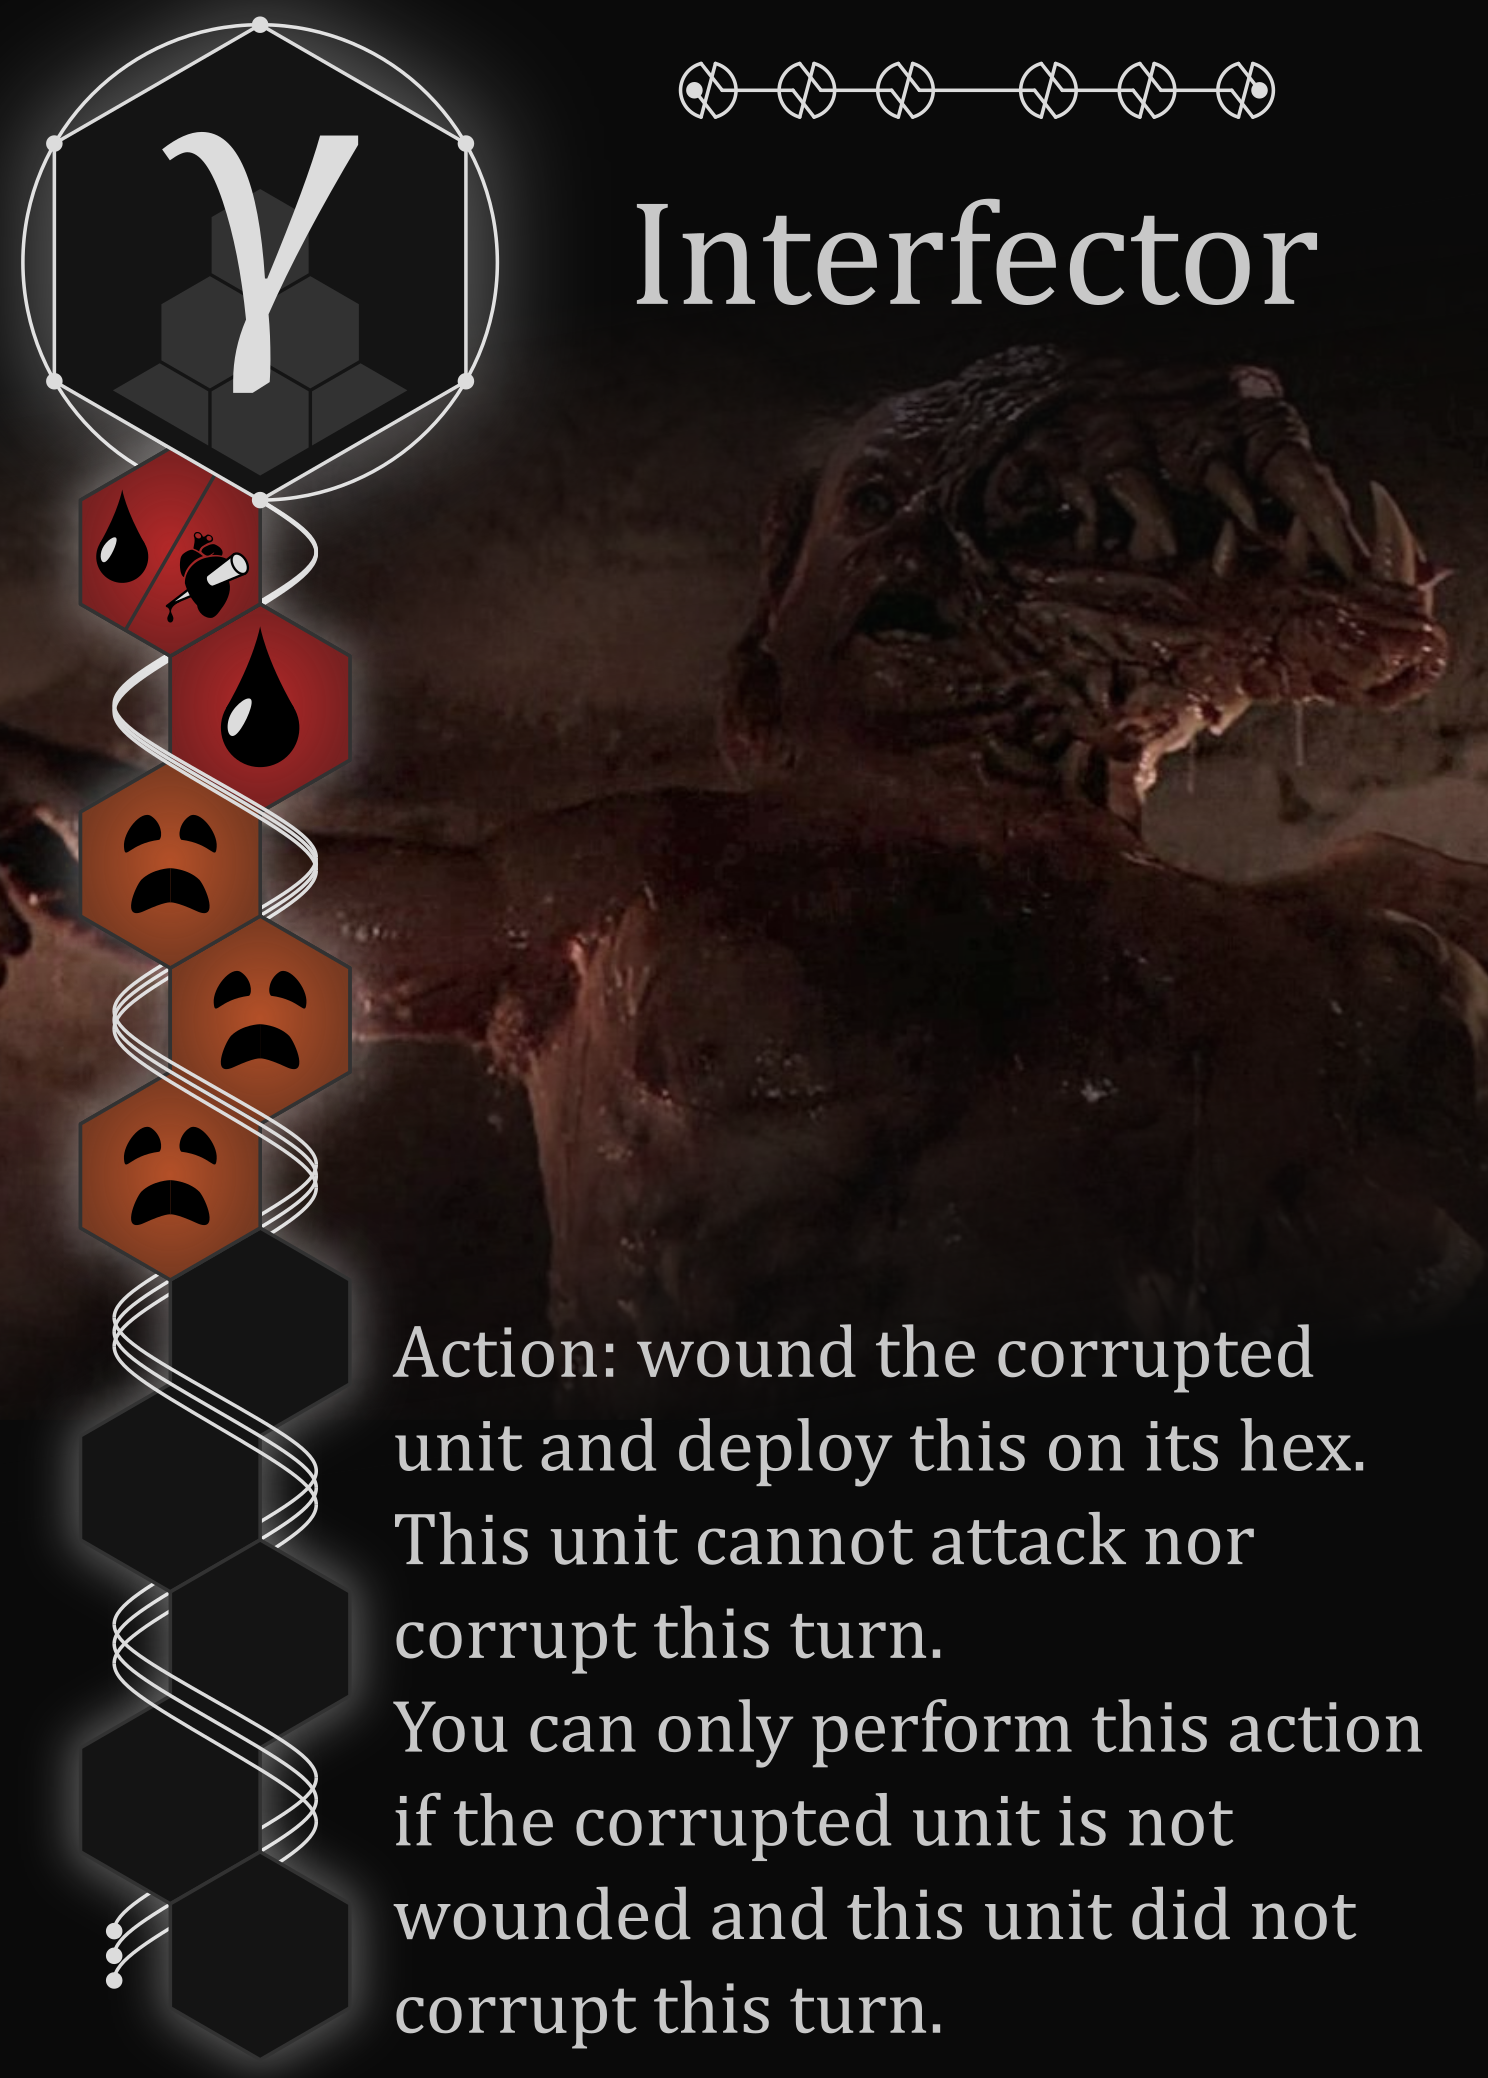 γ
Interfector
Action: wound the corrupted
unit and deploy this on its hex.
This unit cannot attack nor
corrupt this turn.
You can only perform this action
if the corrupted unit is not
wounded and this unit did not
corrupt this turn.